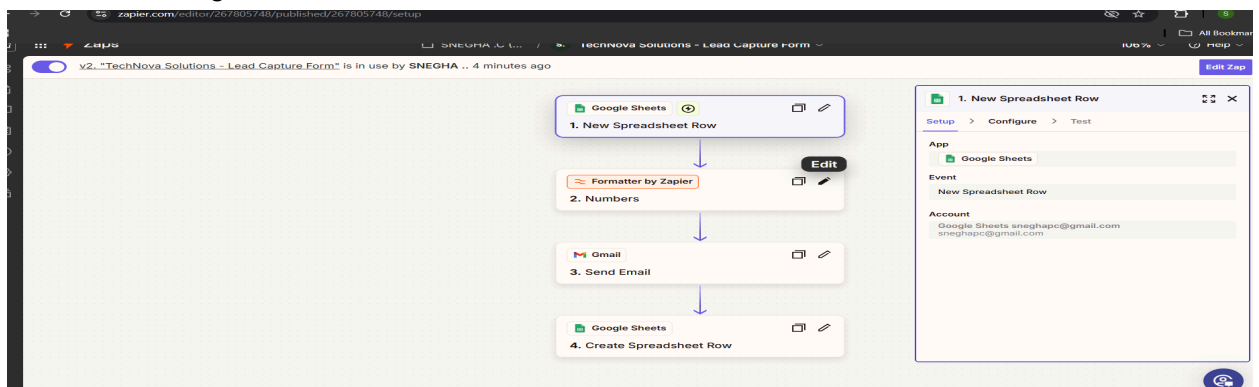 zapier.com/editor/267805748/published/267805748/setup
S
All Bookmar
Zaps
SNEGHA .C (... / s. TechNova Solutions - Lead Capture Form
106%
Help
v2. "TechNova Solutions - Lead Capture Form" is in use by SNEGHA .. 4 minutes ago
Edit Zap
Google Sheets
1. New Spreadsheet Row
Edit
Formatter by Zapier
2. Numbers
Gmail
3. Send Email
Google Sheets
4. Create Spreadsheet Row
1. New Spreadsheet Row
Setup > Configure > Test
App
Google Sheets
Event
New Spreadsheet Row
Account
Google Sheets sneghapc@gmail.com
sneghapc@gmail.com